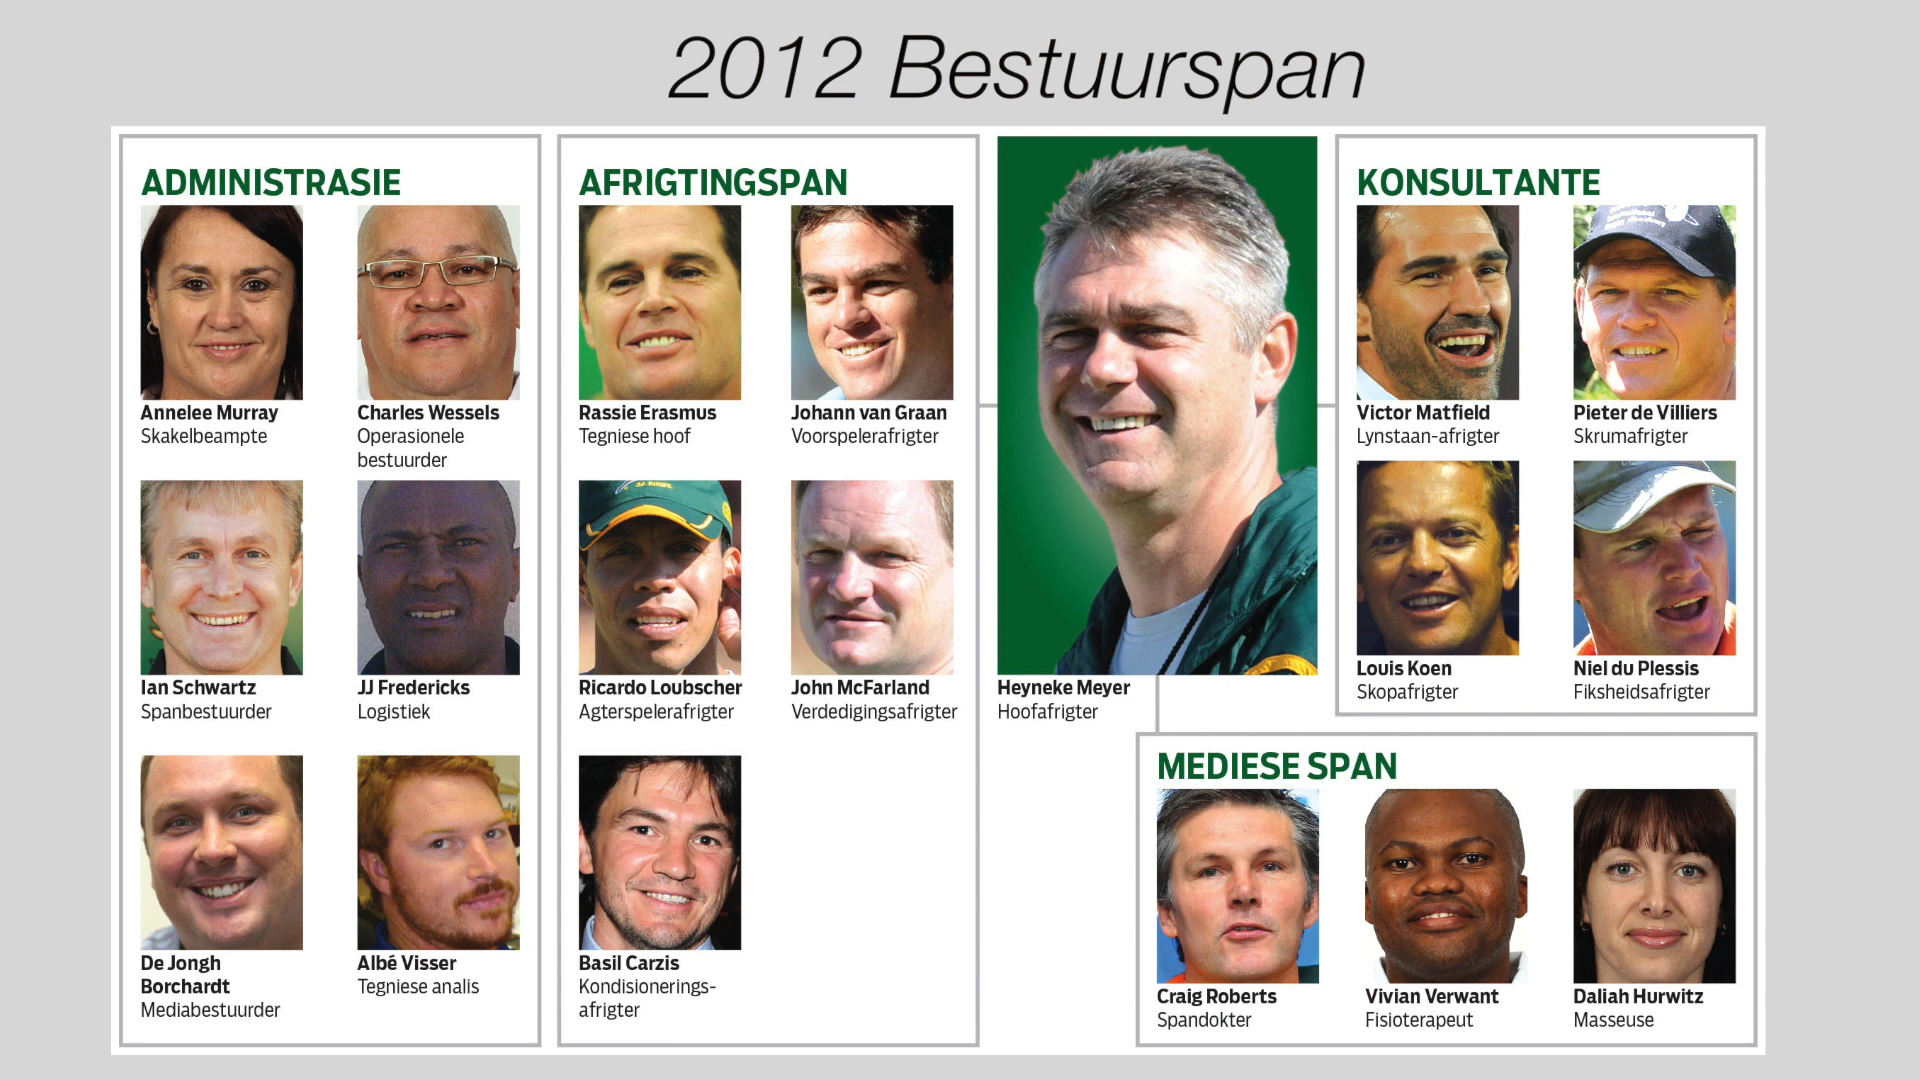 2012 Bestuurspan
ADMINISTRASIE
Annelee Murray
Skakelbeampte
Charles Wessels
Operasionele
bestuurder
Ian Schwartz
Spanbestuurder
JJ Fredericks
Logistiek
De Jongh
Borchardt
Mediabestuurder
Albé Visser
Tegniese analis
AFRIGTINGSPAN
Rassie Erasmus
Tegniese hoof
Johann van Graan
Voorspelerafrigter
Ricardo Loubscher
Agterspelerafrigter
John McFarland
Verdedigingsafrigter
Basil Carzis
Kondisionerings-
afrigter
Heyneke Meyer
Hoofafrigter
KONSULTANTE
Victor Matfield
Lynstaan-afrigter
Pieter de Villiers
Skrumafrigter
Louis Koen
Skopafrigter
Niel du Plessis
Fiksheidsafrigter
MEDIESE SPAN
Craig Roberts
Spandokter
Vivian Verwant
Fisioterapeut
Daliah Hurwitz
Masseuse